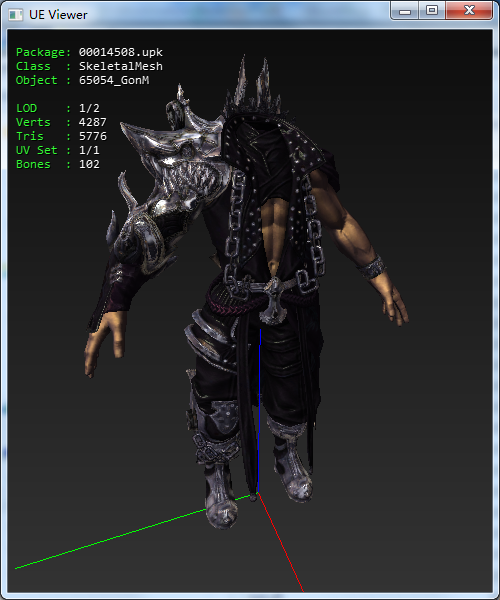 UE Viewer
Package: 00014508.upk
Class : SkeletalMesh
Object : 65054_GonM
LOD : 1/2
Verts : 4287
Tris : 5776
UV Set : 1/1
Bones : 102